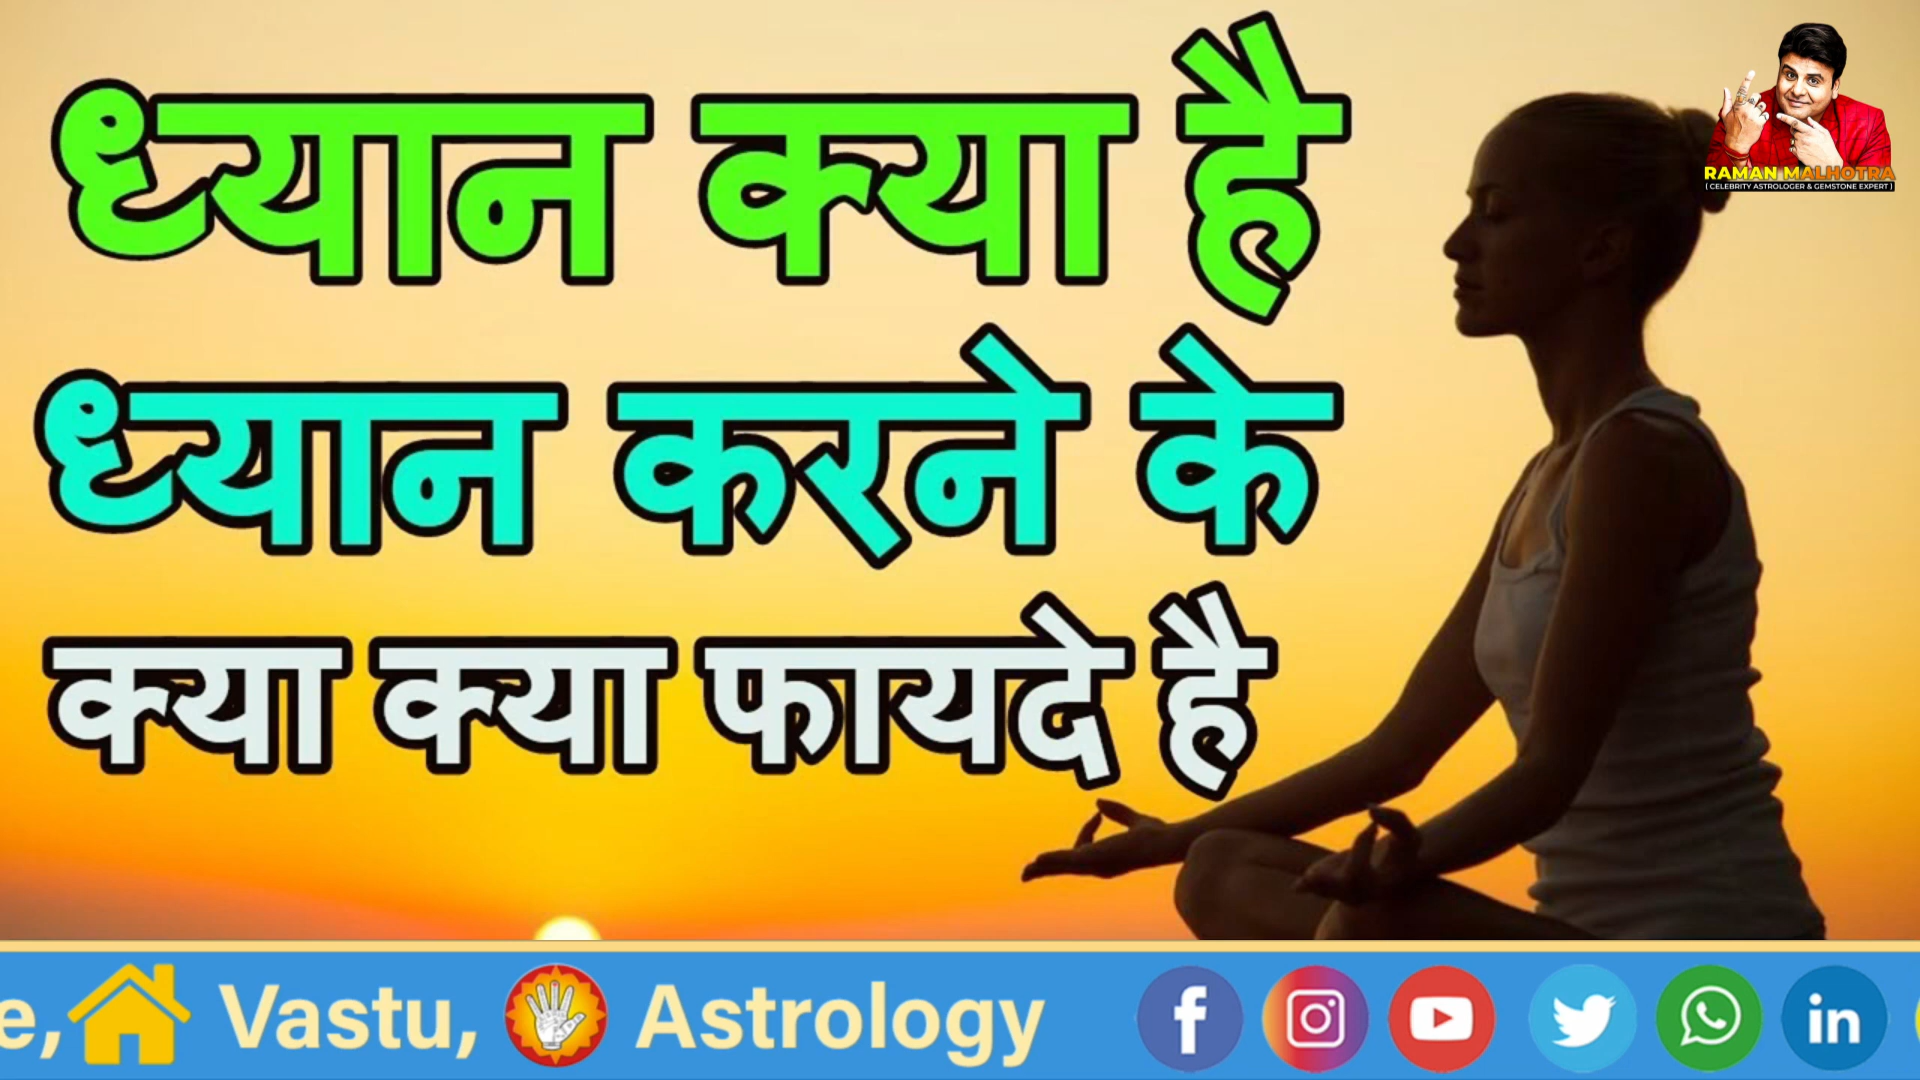 ध्यान क्या है
RAMAN MALHOTRA
( CELEBRITY ASTROLOGER & GEMSTONE EXPERT )
ध्यान करने के
क्या क्या फायदे है
e, Vastu, Astrology